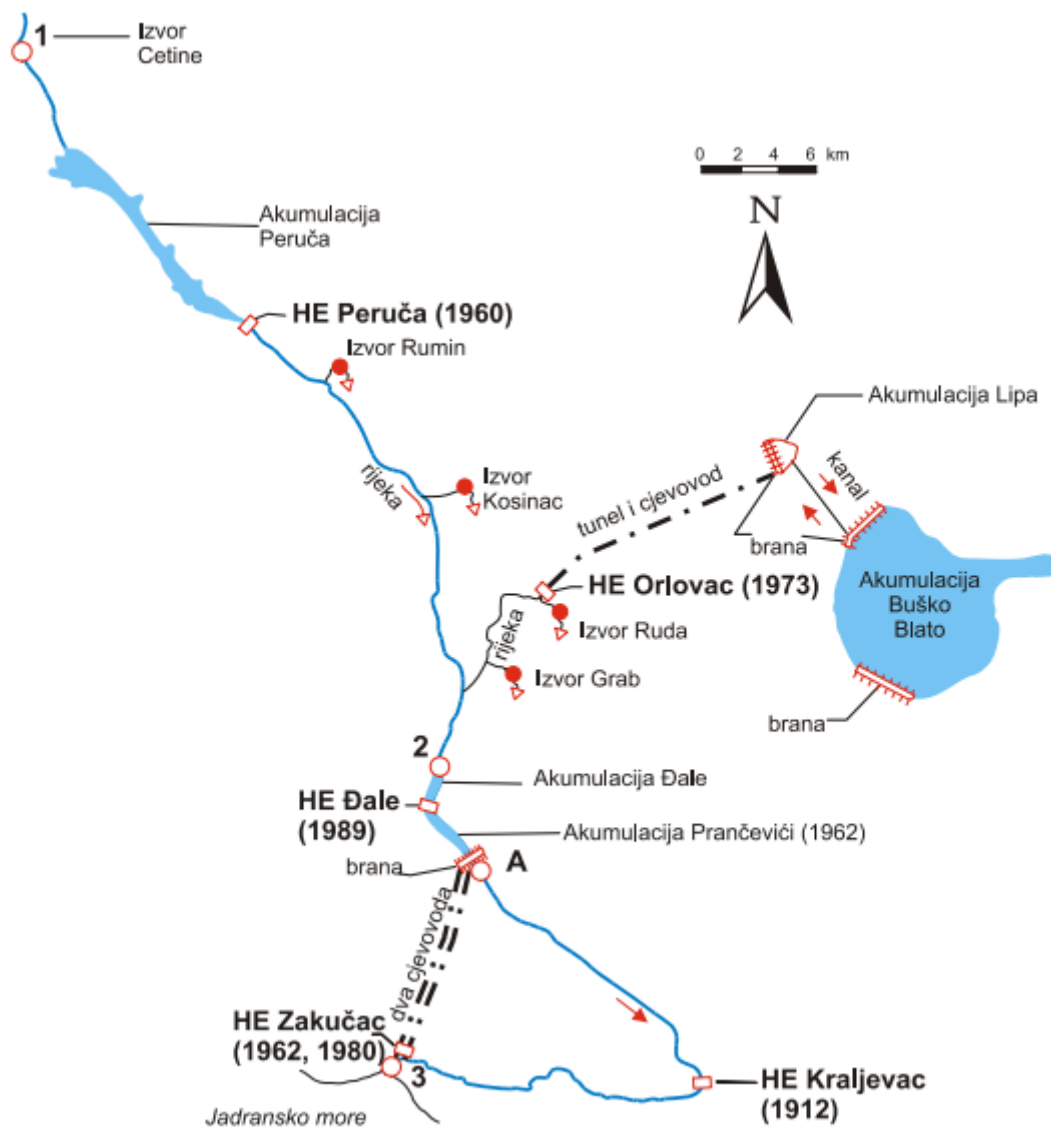 1
Izvor
Cetine
0 2 4 6 km
N
Akumulacija
Peruča
HE Peruča (1960)
Izvor Rumin
Akumulacija Lipa
rijeka
Izvor
Kosinac
tunel i cjevovod
kanal
brana
HE Orlovac (1973)
Akumulacija
Buško
Blato
Izvor Ruda
rijeka
Izvor Grab
brana
2
Akumulacija Đale
HE Đale
(1989)
Akumulacija Prančevići (1962)
brana
A
dva cjevovoda
HE Zakučac
(1962, 1980)
3
HE Kraljevac
(1912)
Jadransko more